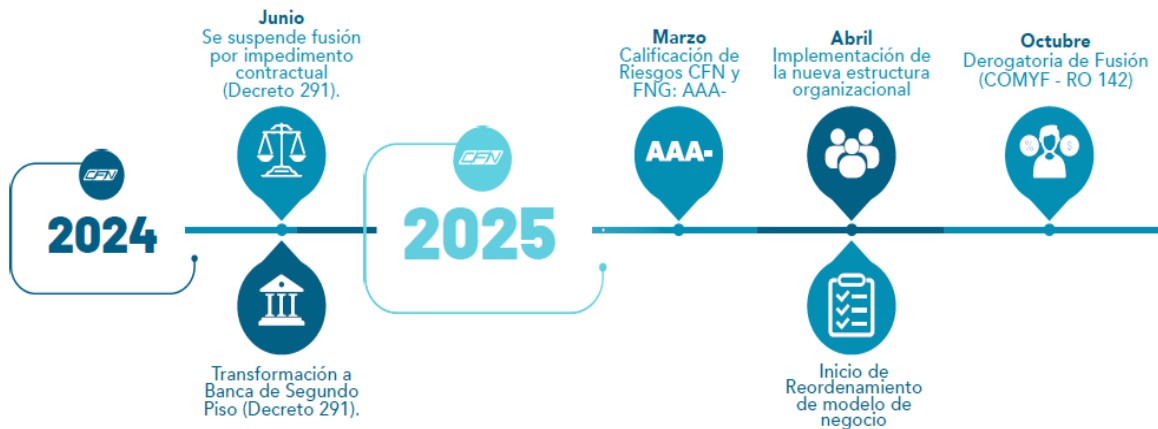 CFN
2024
Junio
Se suspende fusión
por impedimento
contractual
(Decreto 291).
Transformación a
Banca de Segundo
Piso (Decreto 291).
CFN
2025
Marzo
Calificación de
Riesgos CFN y
FNG: AAA-
AAA-
Abril
Implementación de
la nueva estructura
organizacional
Inicio de
Reordenamiento
de modelo de
negocio
Octubre
Derogatoria de Fusión
(COMYF - RO 142)
%
$